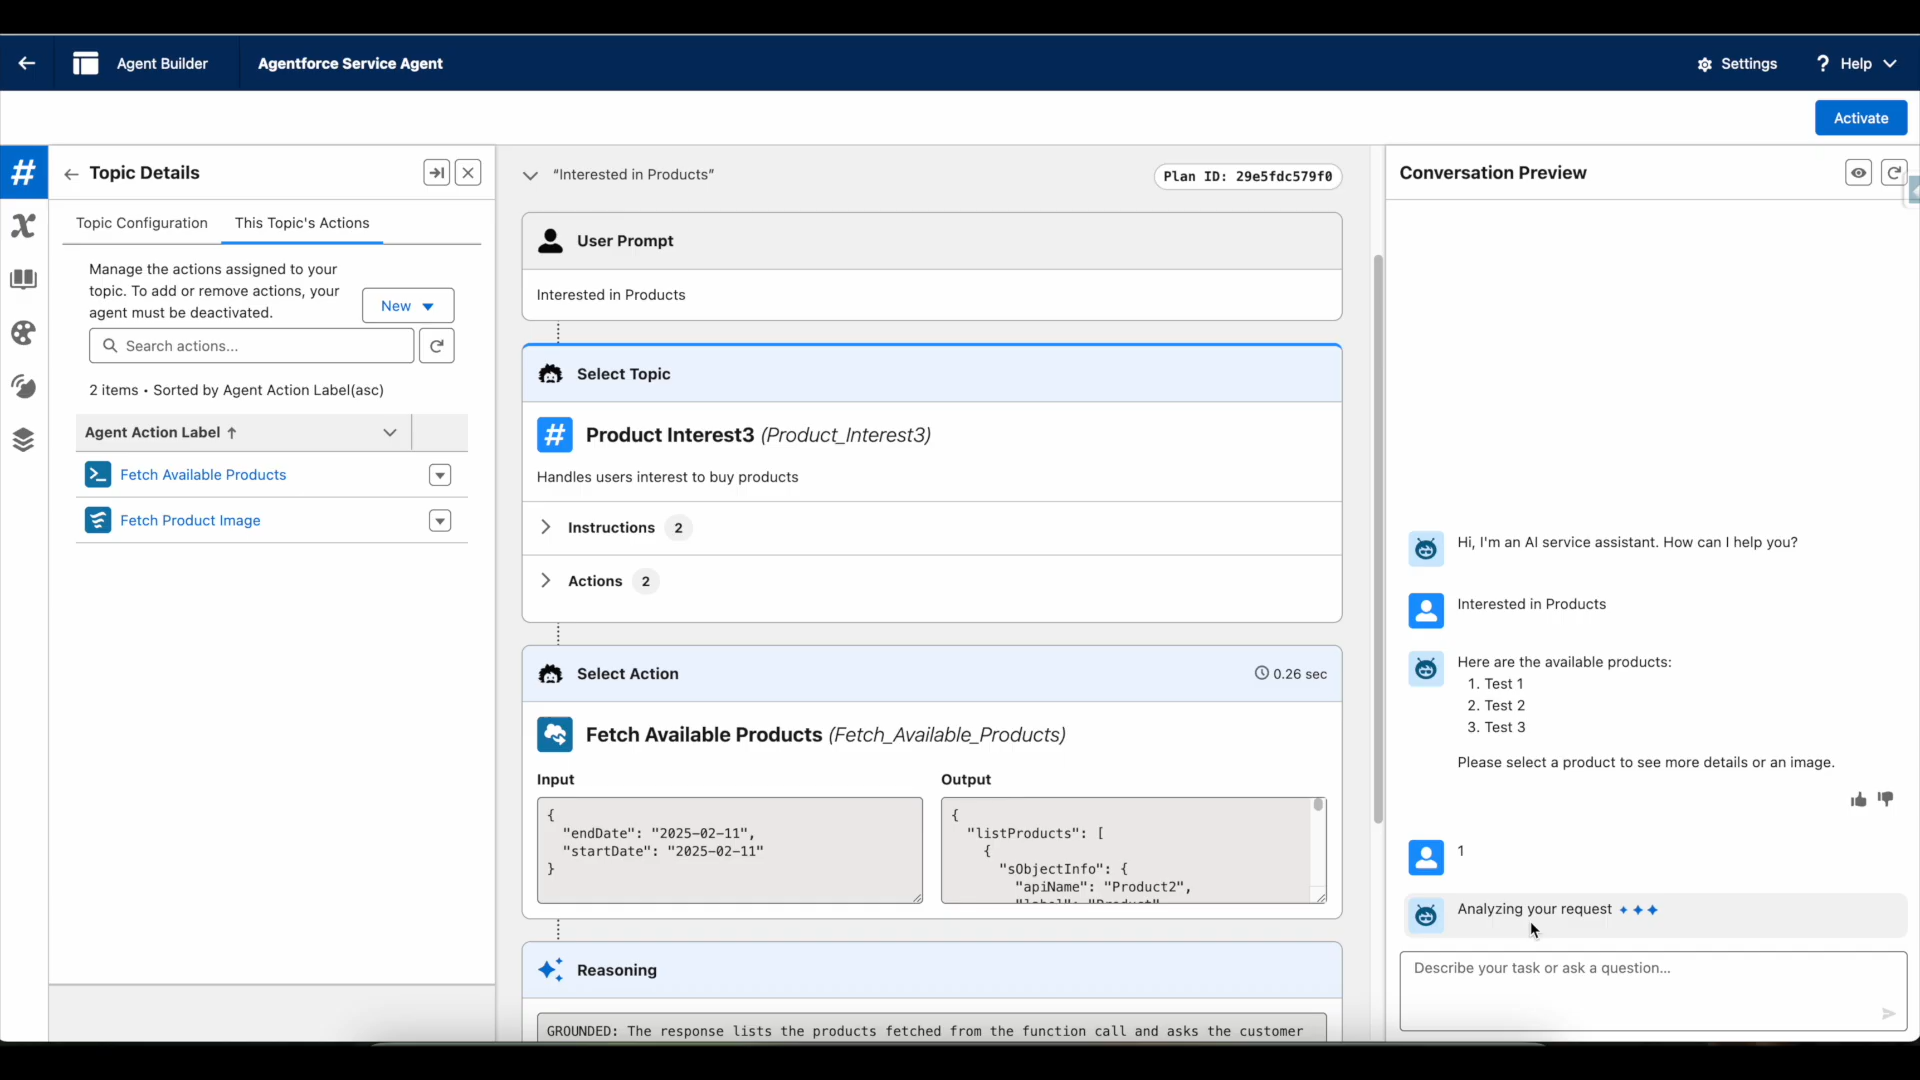 Agent Builder
Agentforce Service Agent
Settings
? Help
Activate
Topic Details
Topic Configuration
This Topic's Actions
Manage the actions assigned to your
topic. To add or remove actions, your
agent must be deactivated.
New
Search actions...
2 items • Sorted by Agent Action Label(asc)
Agent Action Label ↑
Fetch Available Products
Fetch Product Image
“Interested in Products”
Plan ID: 29e5fdc579f0
User Prompt
Interested in Products
Select Topic
# Product Interest3 (Product_Interest3)
Handles users interest to buy products
Instructions 2
Actions 2
Select Action
0.26 sec
Fetch Available Products (Fetch_Available_Products)
Input
{
"endDate": "2025-02-11",
"startDate": "2025-02-11"
}
Output
{
"listProducts": [
{
"sObjectInfo": {
"apiName": "Product2",
"label": "Product"
Reasoning
GROUNDED: The response lists the products fetched from the function call and asks the customer
Conversation Preview
Hi, I'm an AI service assistant. How can I help you?
Interested in Products
Here are the available products:
1. Test 1
2. Test 2
3. Test 3
Please select a product to see more details or an image.
1
Analyzing your request
Describe your task or ask a question...